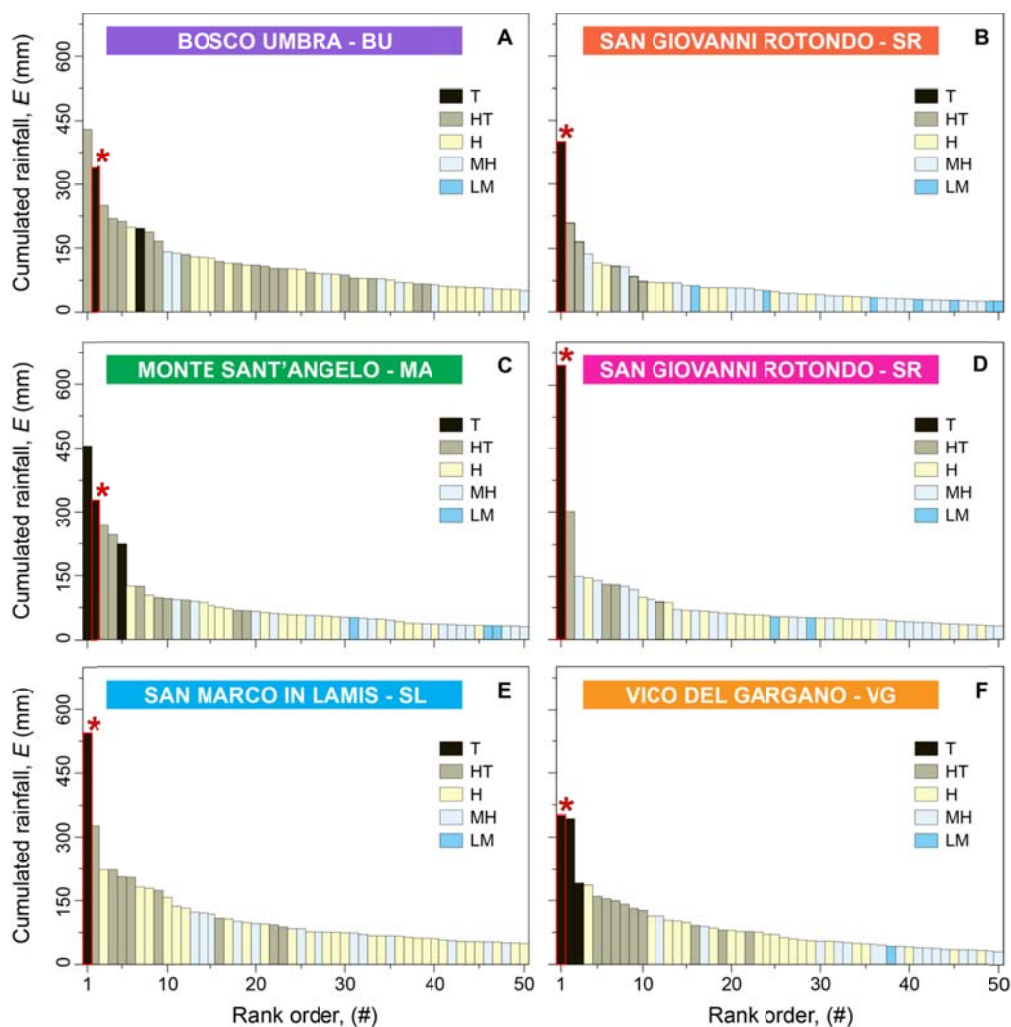 BOSCO UMBRA - BU
A
Cumulated rainfall, E (mm)
600
450
300
150
0
T
HT
H
MH
LM
*
SAN GIOVANNI ROTONDO - SR
B
T
HT
H
MH
LM
*
MONTE SANT’ANGELO - MA
C
Cumulated rainfall, E (mm)
600
450
300
150
0
T
HT
H
MH
LM
*
SAN GIOVANNI ROTONDO - SR
D
T
HT
H
MH
LM
*
SAN MARCO IN LAMIS - SL
E
Cumulated rainfall, E (mm)
600
450
300
150
0
T
HT
H
MH
LM
*
1 10 20 30 40 50
Rank order, (#)
VICO DEL GARGANO - VG
F
T
HT
H
MH
LM
*
1 10 20 30 40 50
Rank order, (#)